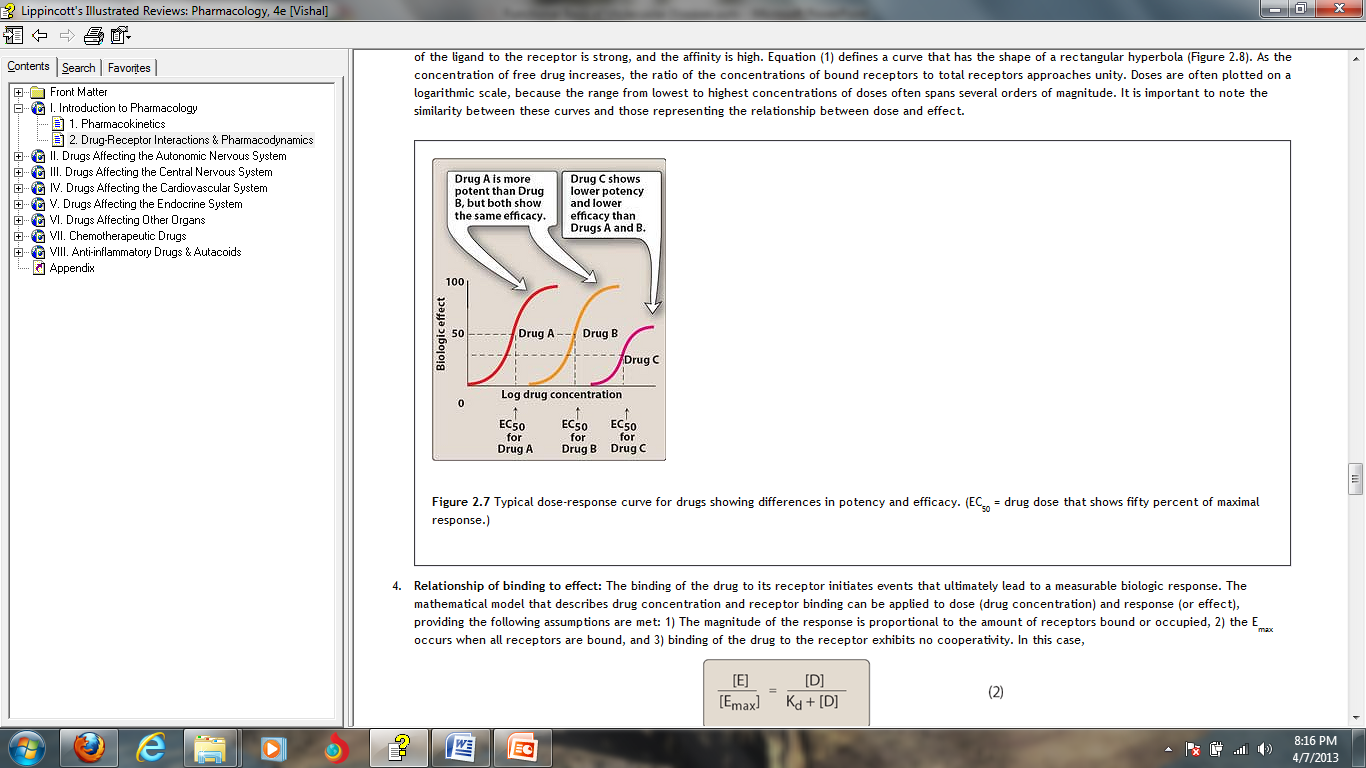 Lippincott's Illustrated Reviews: Pharmacology, 4e [Vishal]
Contents
Search
Favorites
Front Matter
I. Introduction to Pharmacology
1. Pharmacokinetics
2. Drug-Receptor Interactions & Pharmacodynamics
II. Drugs Affecting the Autonomic Nervous System
III. Drugs Affecting the Central Nervous System
IV. Drugs Affecting the Cardiovascular System
V. Drugs Affecting the Endocrine System
VI. Drugs Affecting Other Organs
VII. Chemotherapeutic Drugs
VIII. Anti-inflammatory Drugs & Autacoids
Appendix
of the ligand to the receptor is strong, and the affinity is high. Equation (1) defines a curve that has the shape of a rectangular hyperbola (Figure 2.8). As the
concentration of free drug increases, the ratio of the concentrations of bound receptors to total receptors approaches unity. Doses are often plotted on a
logarithmic scale, because the range from lowest to highest concentrations of doses often spans several orders of magnitude. It is important to note the
similarity between these curves and those representing the relationship between dose and effect.
Drug A is more
potent than Drug
B, but both show
the same efficacy.
Drug C shows
lower potency
and lower
efficacy than
Drugs A and B.
Biologic effect
100
50
0
Drug A
Drug B
Drug C
Log drug concentration
EC50
for
Drug A
EC50
for
Drug B
EC50
for
Drug C
Figure 2.7 Typical dose-response curve for drugs showing differences in potency and efficacy. (EC50 = drug dose that shows fifty percent of maximal
response.)
4. Relationship of binding to effect: The binding of the drug to its receptor initiates events that ultimately lead to a measurable biologic response. The
mathematical model that describes drug concentration and receptor binding can be applied to dose (drug concentration) and response (or effect),
providing the following assumptions are met: 1) The magnitude of the response is proportional to the amount of receptors bound or occupied, 2) the Emax
occurs when all receptors are bound, and 3) binding of the drug to the receptor exhibits no cooperativity. In this case,
[E] = [D]
[Emax] Kd + [D]
(2)
8:16 PM
4/7/2013